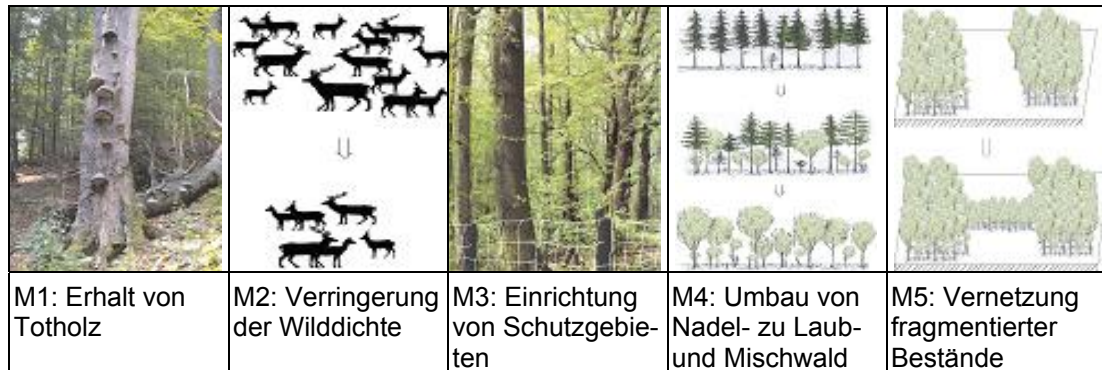 M1: Erhalt von
Totholz
M2: Verringerung
der Wilddichte
M3: Einrichtung
von Schutzgebie-
ten
M4: Umbau von
Nadel- zu Laub-
und Mischwald
M5: Vernetzung
fragmentierter
Bestände